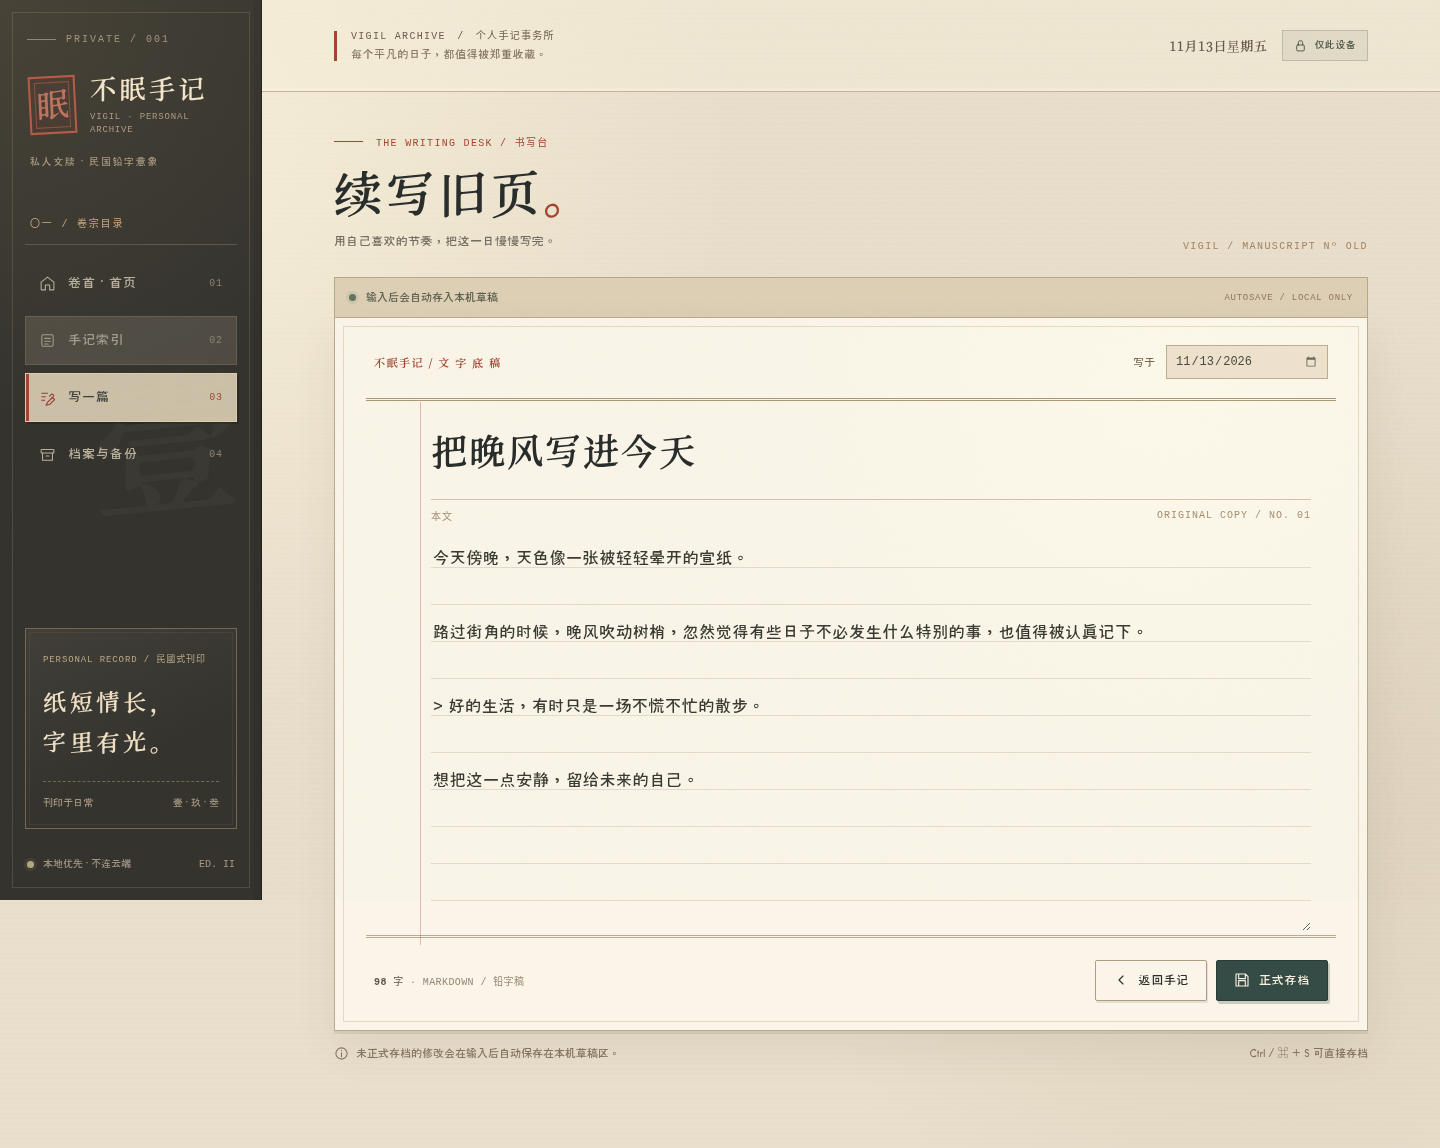 PRIVATE / 001
眠
不眠手记
VIGIL · PERSONAL
ARCHIVE
私人文牍 · 民国铅字意象
〇一 / 卷宗目录
卷首 · 首页 01
手记索引 02
写一篇 03
档案与备份 04
壹
PERSONAL RECORD / 民國式刊印
纸短情长，
字里有光。
刊印于日常 壹 · 玖 · 叁
本地优先 · 不连云端 ED. II
VIGIL ARCHIVE / 个人手记事务所
每个平凡的日子，都值得被郑重收藏。
11月13日星期五
仅此设备
THE WRITING DESK / 书写台
续写旧页。
用自己喜欢的节奏，把这一日慢慢写完。
VIGIL / MANUSCRIPT Nº OLD
输入后会自动存入本机草稿
AUTOSAVE / LOCAL ONLY
不眠手记 / 文字底稿
写于 11/13/2026
把晚风写进今天
本文
ORIGINAL COPY / NO. 01
今天傍晚，天色像一张被轻轻晕开的宣纸。
路过街角的时候，晚风吹动树梢，忽然觉得有些日子不必发生什么特别的事，也值得被认真记下。
> 好的生活，有时只是一场不慌不忙的散步。
想把这一点安静，留给未来的自己。
98 字 · MARKDOWN / 铅字稿
返回手记
正式存档
未正式存档的修改会在输入后自动保存在本机草稿区。
Ctrl / ⌘ + S 可直接存档